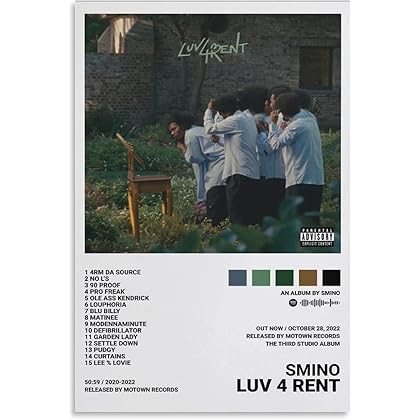 LUV 4RENT
PARENTAL
ADVISORY
EXPLICIT CONTENT
1 4RM DA SOURCE
2 NO L'S
3 90 PROOF
4 PRO FREAK
5 OLE ASS KENDRICK
6 LOUPHORIA
7 BLU BILLY
8 MATINEE
9 MODENNAMINUTE
10 DEFIBRILLATOR
11 GARDEN LADY
12 SETTLE DOWN
13 PUDGY
14 CURTAINS
15 LEE % LOVIE
50:59 / 2020-2022
RELEASED BY MOTOWN RECORDS
AN ALBUM BY SMINO
OUT NOW / OCTOBER 28, 2022
RELEASED BY MOTOWN RECORDS
THE THIRD STUDIO ALBUM
SMINO
LUV 4 RENT